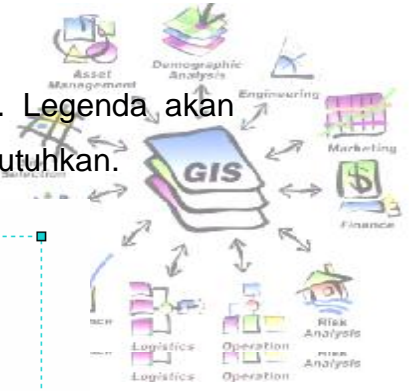 Asset
Management
Demographic
Analysis
Engineering
. Legenda akan
Marketing
utuhkan.
GIS
Selection
Finance
Logistics
Operation
Risk
Analysis
Logistics
Operation
Analysis